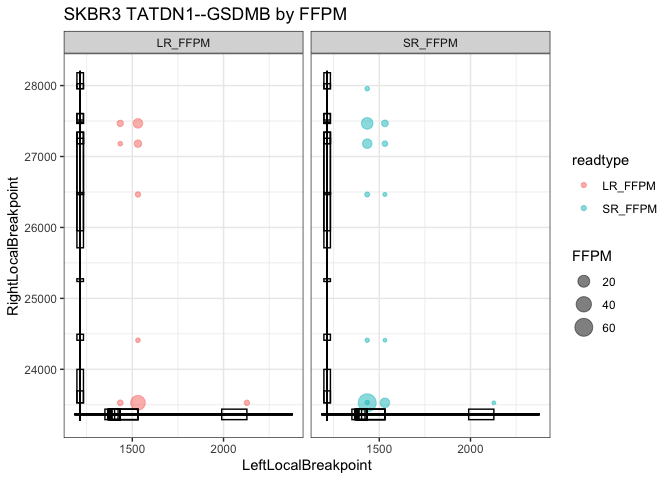 SKBR3 TATDN1--GSDMB by FFPM
LR_FFPM
SR_FFPM
28000
27000
26000
25000
24000
RightLocalBreakpoint
1500
2000
1500
2000
LeftLocalBreakpoint
readtype
LR_FFPM
SR_FFPM
FFPM
20
40
60